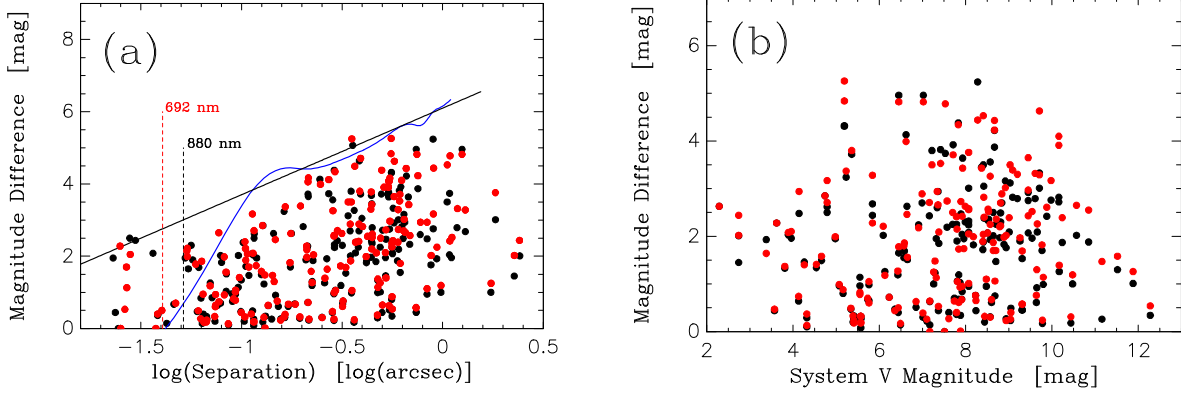 (a)
692 nm
880 nm
Magnitude Difference [mag]
0
2
4
6
8
−1.5
−1
−0.5
0
0.5
log(Separation) [log(arcsec)]
(b)
Magnitude Difference [mag]
0
2
4
6
2
4
6
8
10
12
System V Magnitude [mag]